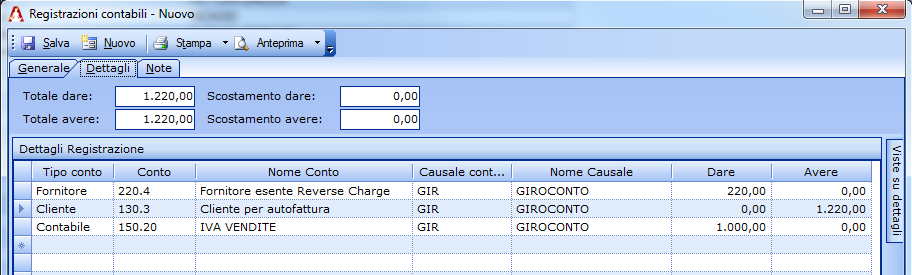 Registrazioni contabili - Nuovo
Salva Nuovo Stampa Anteprima
Generale Dettagli Note
Totale dare: 1.220,00 Scostamento dare: 0,00
Totale avere: 1.220,00 Scostamento avere: 0,00
Dettagli Registrazione
Tipo conto Conto Nome Conto Causale cont... Nome Causale Dare Avere
Fornitore 220.4 Fornitore esente Reverse Charge GIR GIROCONTO 220,00 0,00
Cliente 130.3 Cliente per autofattura GIR GIROCONTO 0,00 1.220,00
Contabile 150.20 IVA VENDITE GIR GIROCONTO 1.000,00 0,00
Viste su dettagli